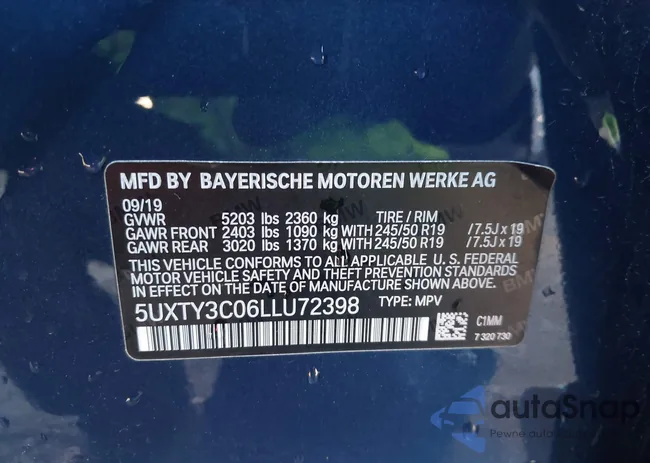 MFD BY BAYERISCHE MOTOREN WERKE AG
09/19
GVWR 5203 lbs 2360 kg TIRE / RIM
GAWR FRONT 2403 lbs 1090 kg WITH 245/50 R19 /7.5J x 19
GAWR REAR 3020 lbs 1370 kg WITH 245/50 R19 /7.5J x 19
THIS VEHICLE CONFORMS TO ALL APPLICABLE U. S. FEDERAL
MOTOR VEHICLE SAFETY AND THEFT PREVENTION STANDARDS
IN EFFECT ON THE DATE OF MANUFACTURE SHOWN ABOVE.
5UXTY3C06LLU72398 TYPE: MPV
C1MM
7 320 730
autoSnap